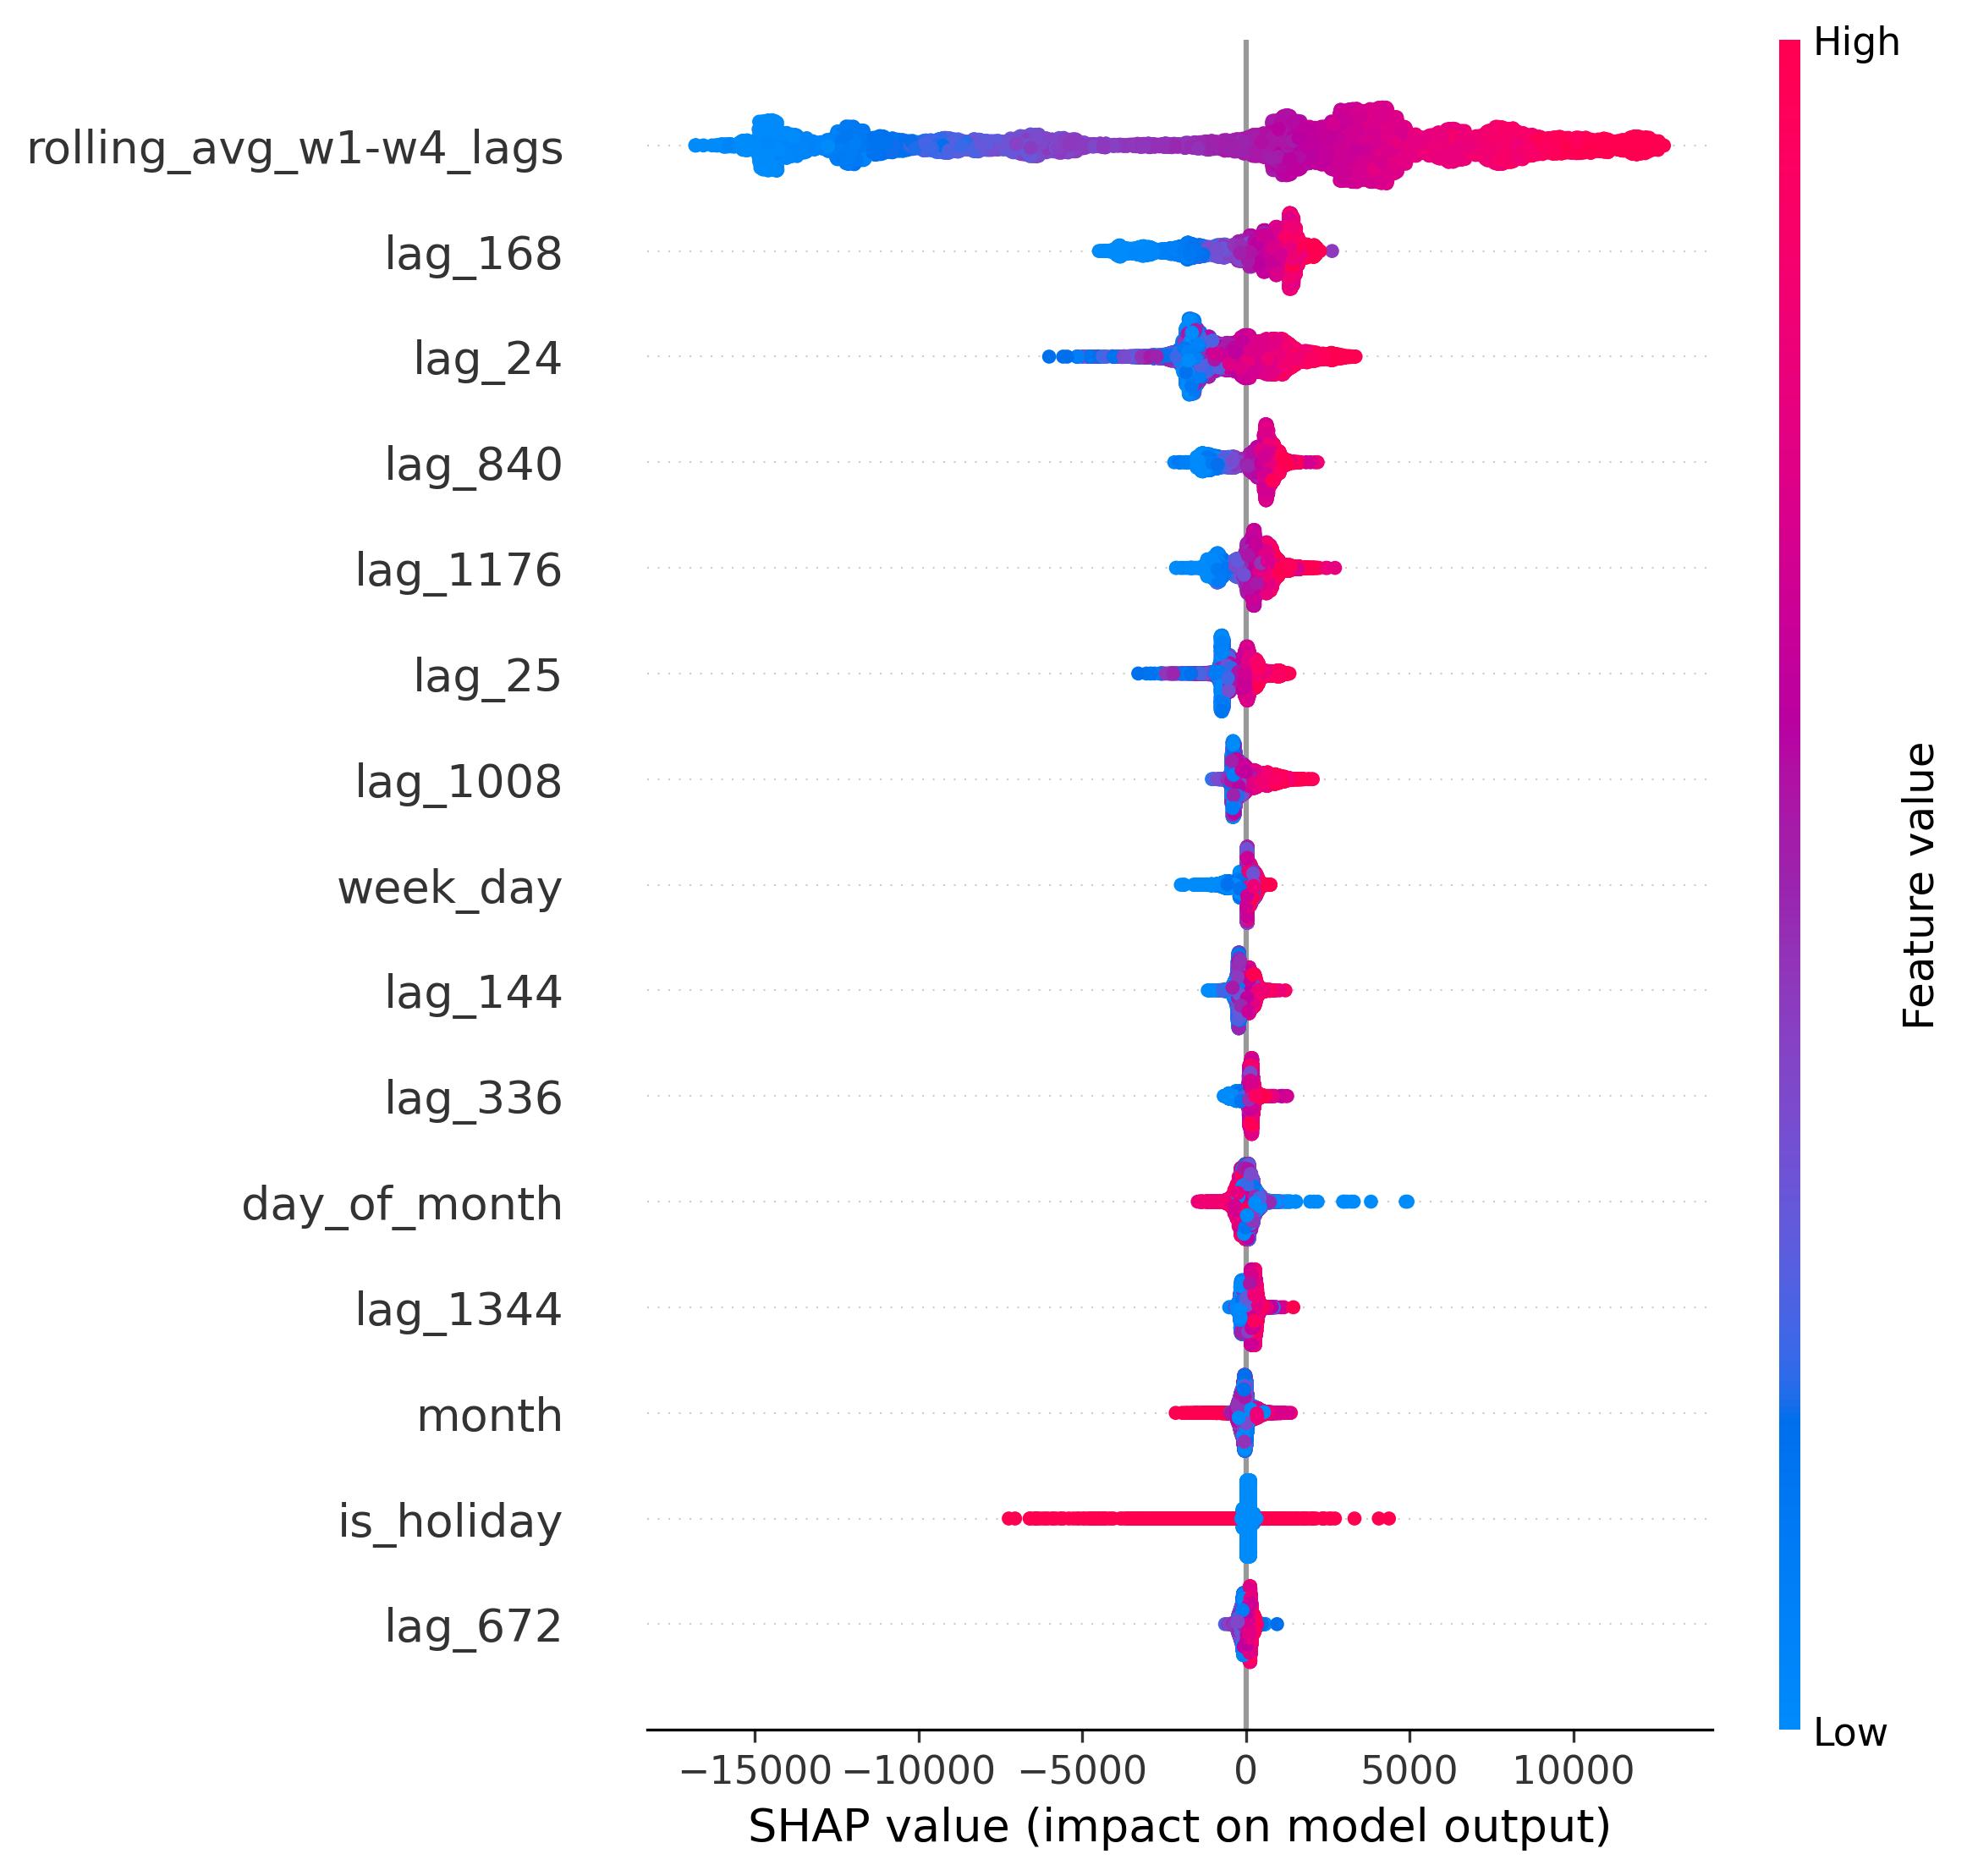 High
rolling_avg_w1-w4_lags
lag_168
lag_24
lag_840
lag_1176
lag_25
lag_1008
week_day
lag_144
lag_336
day_of_month
lag_1344
month
is_holiday
lag_672
Feature value
Low
−15000 −10000 −5000 0 5000 10000
SHAP value (impact on model output)